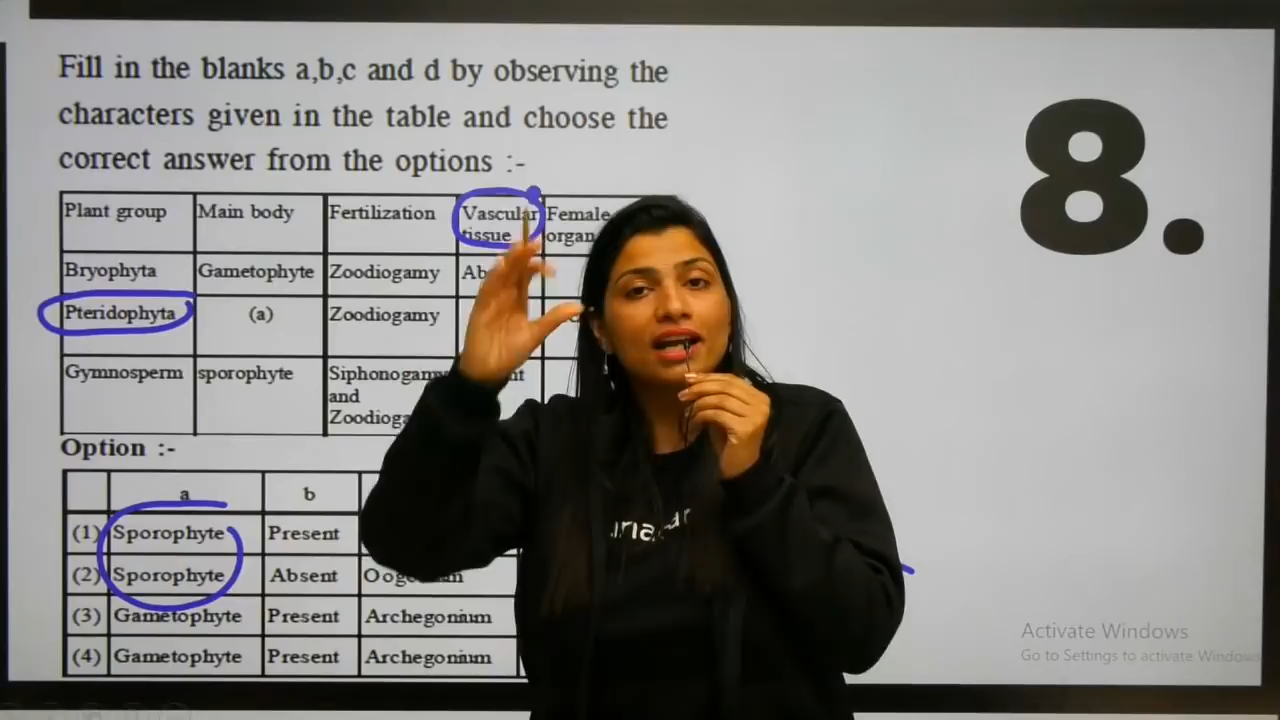 Fill in the blanks a,b,c and d by observing the
characters given in the table and choose the
correct answer from the options :-
8.
Plant group Main body Fertilization Vascular tissue Female organ
Bryophyta Gametophyte Zoodiogamy
Pteridophyta (a) Zoodiogamy
Gymnosperm sporophyte Siphonogamy and
Option :-
a b
(1) Sporophyte Present
(2) Sporophyte Absent
(3) Gametophyte Present Archegonium
(4) Gametophyte Present Archegonium
Activate Windows
Go to Settings to activate Windows